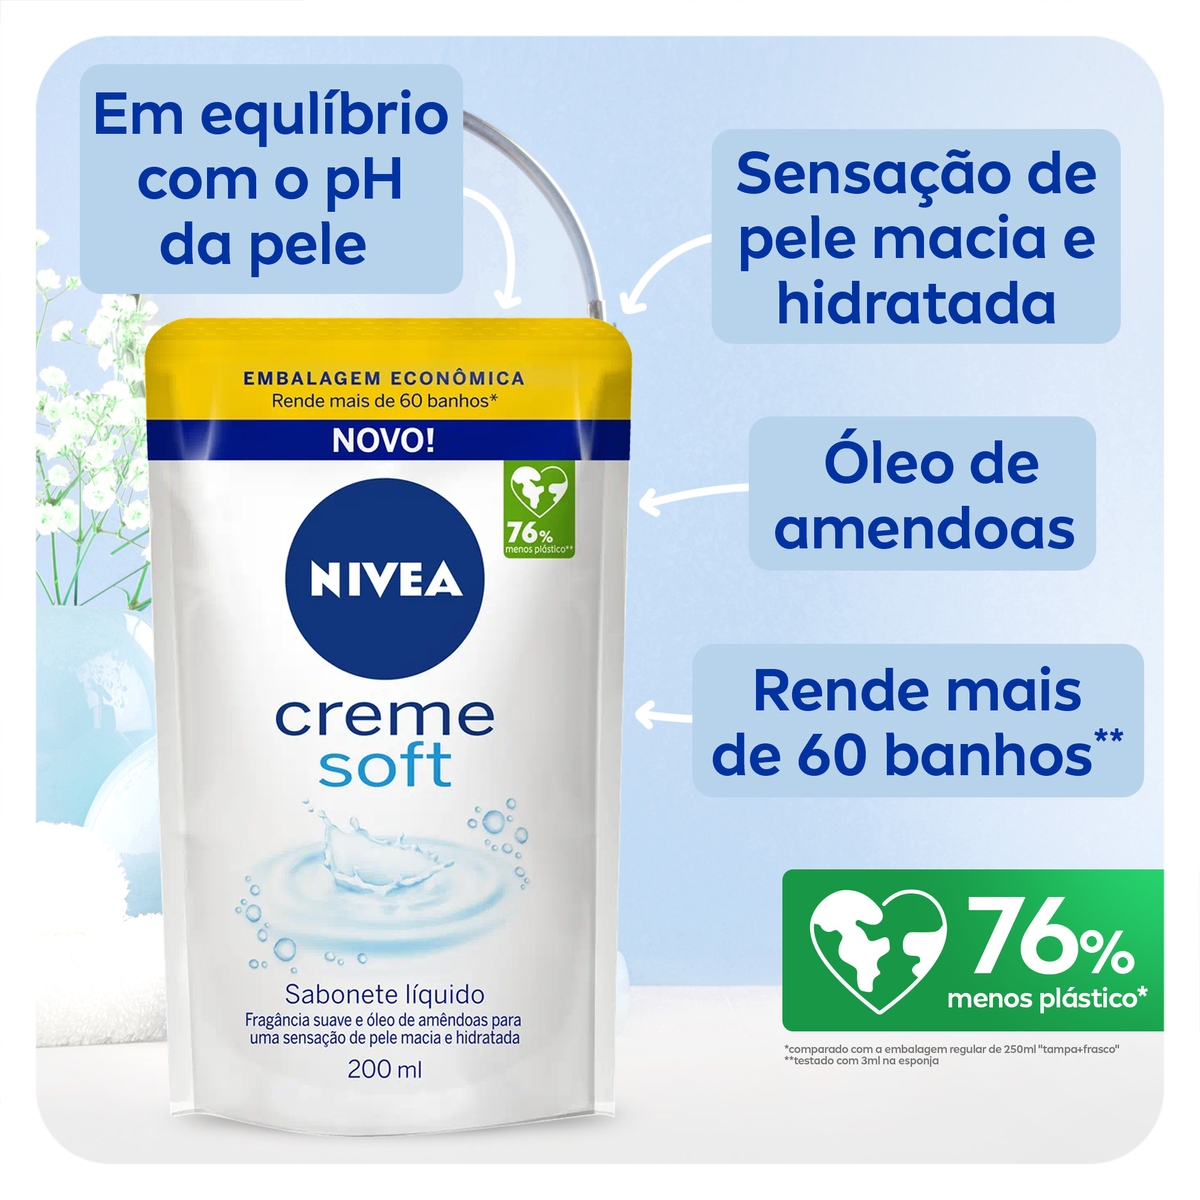 Em equlíbrio
com o pH
da pele
Sensação de
pele macia e
hidratada
EMBALAGEM ECONÔMICA
Rende mais de 60 banhos*
NOVO!
76%
menos plástico**
NIVEA
creme
soft
Óleo de
amendoas
Rende mais
de 60 banhos**
Sabonete líquido
Fragância suave e óleo de amêndoas para
uma sensação de pele macia e hidratada
200 ml
76%
menos plástico*
*comparado com a embalagem regular de 250ml "tampa+frasco"
**testado com 3ml na esponja